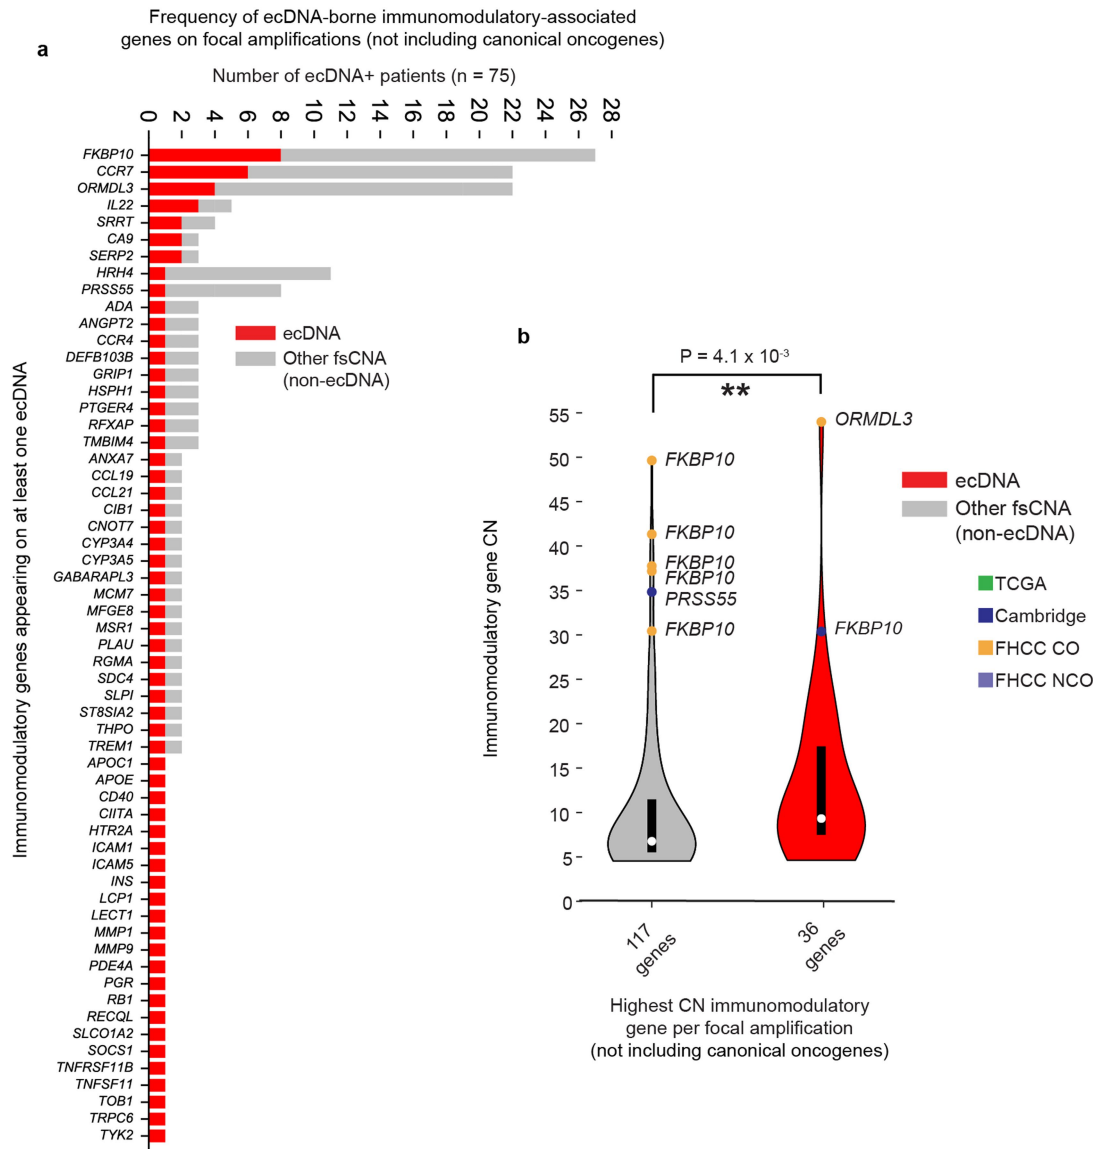 Frequency of ecDNA-borne immunomodulatory-associated
genes on focal amplifications (not including canonical oncogenes)
a
Number of ecDNA+ patients (n = 75)
0 2 4 6 8 10 12 14 16 18 20 22 24 26 28
Immunomodulatory genes appearing on at least one ecDNA
FKBP10
CCR7
ORMDL3
IL22
SRRT
CA9
SERP2
HRH4
PRSS55
ADA
ANGPT2
CCR4
DEFB103B
GRIP1
HSPH1
PTGER4
RFXAP
TMBIM4
ANXA7
CCL19
CCL21
CIB1
CNOT7
CYP3A4
CYP3A5
GABARAPL3
MCM7
MFGE8
MSR1
PLAU
RGMA
SDC4
SLPI
ST8SIA2
THPO
TREM1
APOC1
APOE
CD40
CIITA
HTR2A
ICAM1
ICAM5
INS
LCP1
LECT1
MMP1
MMP9
PDE4A
PGR
RB1
RECQL
SLCO1A2
SOCS1
TNFRSF11B
TNFSF11
TOB1
TRPC6
TYK2
ecDNA
Other fsCNA
(non-ecDNA)
b
P = 4.1 x 10-3
**
Immunomodulatory gene CN
55
50
45
40
35
30
25
20
15
10
5
0
FKBP10
FKBP10
FKBP10
FKBP10
PRSS55
FKBP10
ORMDL3
FKBP10
ecDNA
Other fsCNA
(non-ecDNA)
TCGA
Cambridge
FHCC CO
FHCC NCO
117
genes
36
genes
Highest CN immunomodulatory
gene per focal amplification
(not including canonical oncogenes)